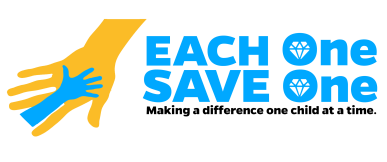 EACH One
SAVE One
Making a difference one child at a time.